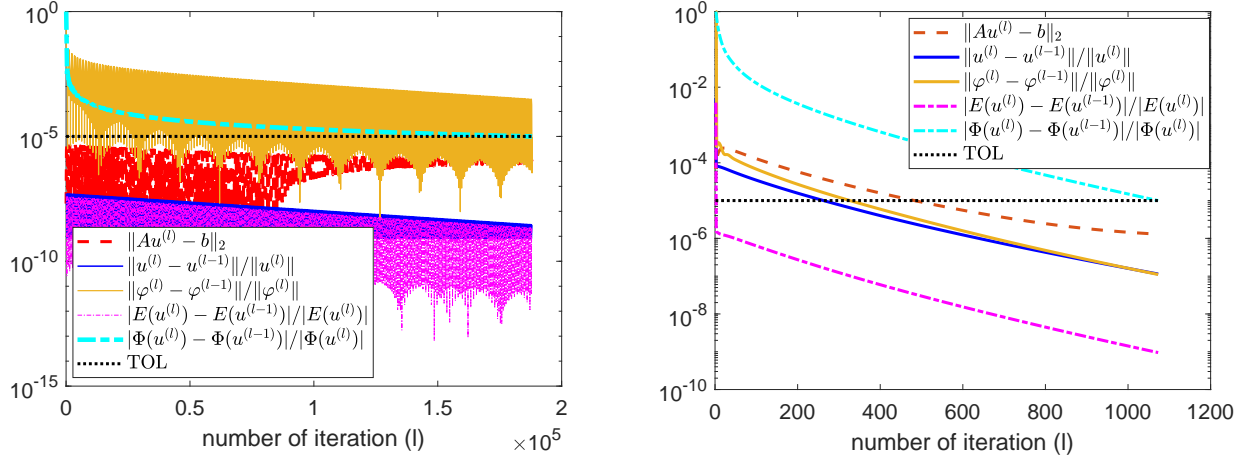 10^0
10^-5
10^-10
10^-15
‖Au^(l) − b‖_2
‖u^(l) − u^(l−1)‖/‖u^(l)‖
‖φ^(l) − φ^(l−1)‖/‖φ^(l)‖
|E(u^(l)) − E(u^(l−1))|/|E(u^(l))|
|Φ(u^(l)) − Φ(u^(l−1))|/|Φ(u^(l))|
TOL
0 0.5 1 1.5 2
×10^5
number of iteration (l)
10^0
10^-2
10^-4
10^-6
10^-8
10^-10
‖Au^(l) − b‖_2
‖u^(l) − u^(l−1)‖/‖u^(l)‖
‖φ^(l) − φ^(l−1)‖/‖φ^(l)‖
|E(u^(l)) − E(u^(l−1))|/|E(u^(l))|
|Φ(u^(l)) − Φ(u^(l−1))|/|Φ(u^(l))|
TOL
0 200 400 600 800 1000 1200
number of iteration (l)